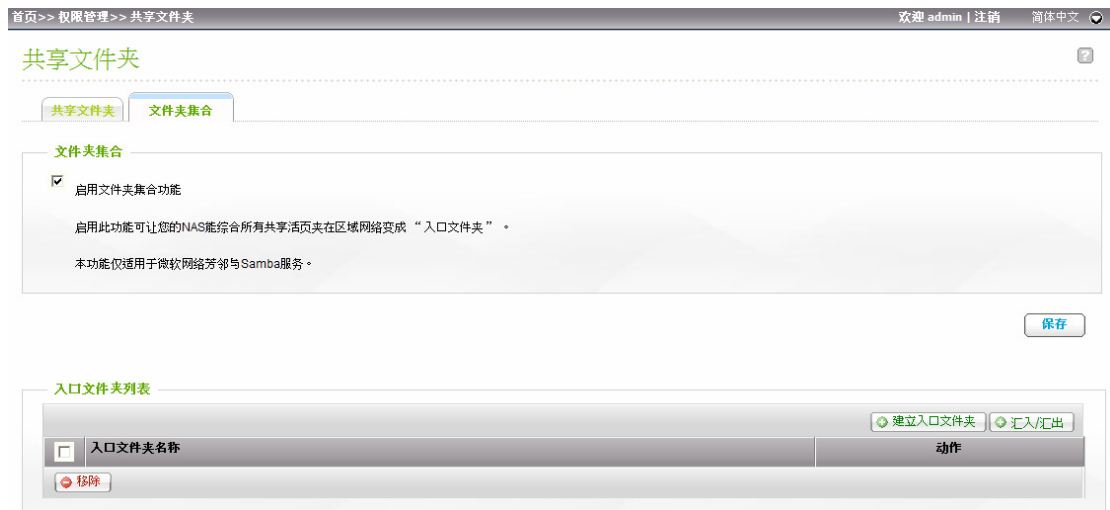 首页>> 权限管理>> 共享文件夹 欢迎 admin | 注销 简体中文
共享文件夹
?
共享文件夹 文件夹集合
文件夹集合
启用文件夹集合功能
启用此功能可让您的NAS能综合所有共享活页夹在区域网络变成 “入口文件夹” 。
本功能仅适用于微软网络芳邻与Samba服务。
保存
入口文件夹列表
建立入口文件夹 汇入/汇出
入口文件夹名称 动作
移除